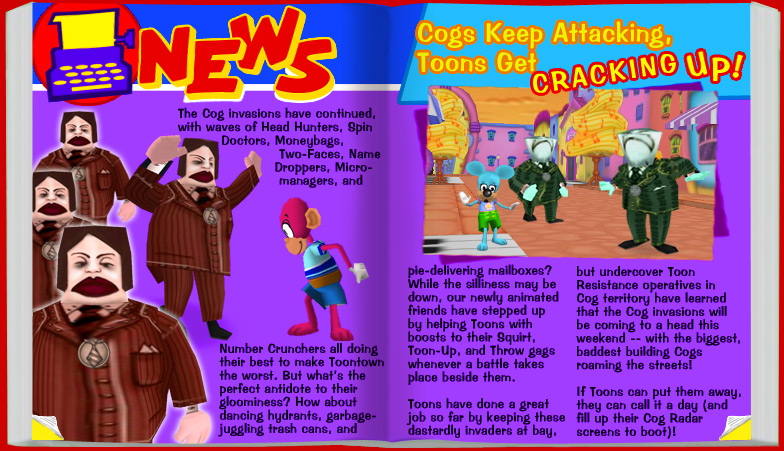 NEWS
The Cog invasions have continued,
with waves of Head Hunters, Spin
Doctors, Moneybags,
Two-Faces, Name
Droppers, Micro-
managers, and
Number Crunchers all doing
their best to make Toontown
the worst. But what's the
perfect antidote to their
gloominess? How about
dancing hydrants, garbage-
juggling trash cans, and
Cogs Keep Attacking,
Toons Get
CRACKING UP!
pie-delivering mailboxes?
While the silliness may be
down, our newly animated
friends have stepped up
by helping Toons with
boosts to their Squirt,
Toon-Up, and Throw gags
whenever a battle takes
place beside them.
Toons have done a great
job so far by keeping these
dastardly invaders at bay,
but undercover Toon
Resistance operatives in
Cog territory have learned
that the Cog invasions will
be coming to a head this
weekend -- with the biggest,
baddest building Cogs
roaming the streets!
If Toons can put them away,
they can call it a day (and
fill up their Cog Radar
screens to boot)!